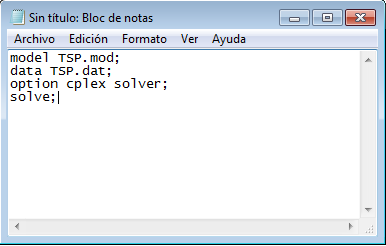 Sin título: Bloc de notas
Archivo Edición Formato Ver Ayuda
model TSP.mod;
data TSP.dat;
option cplex solver;
solve;